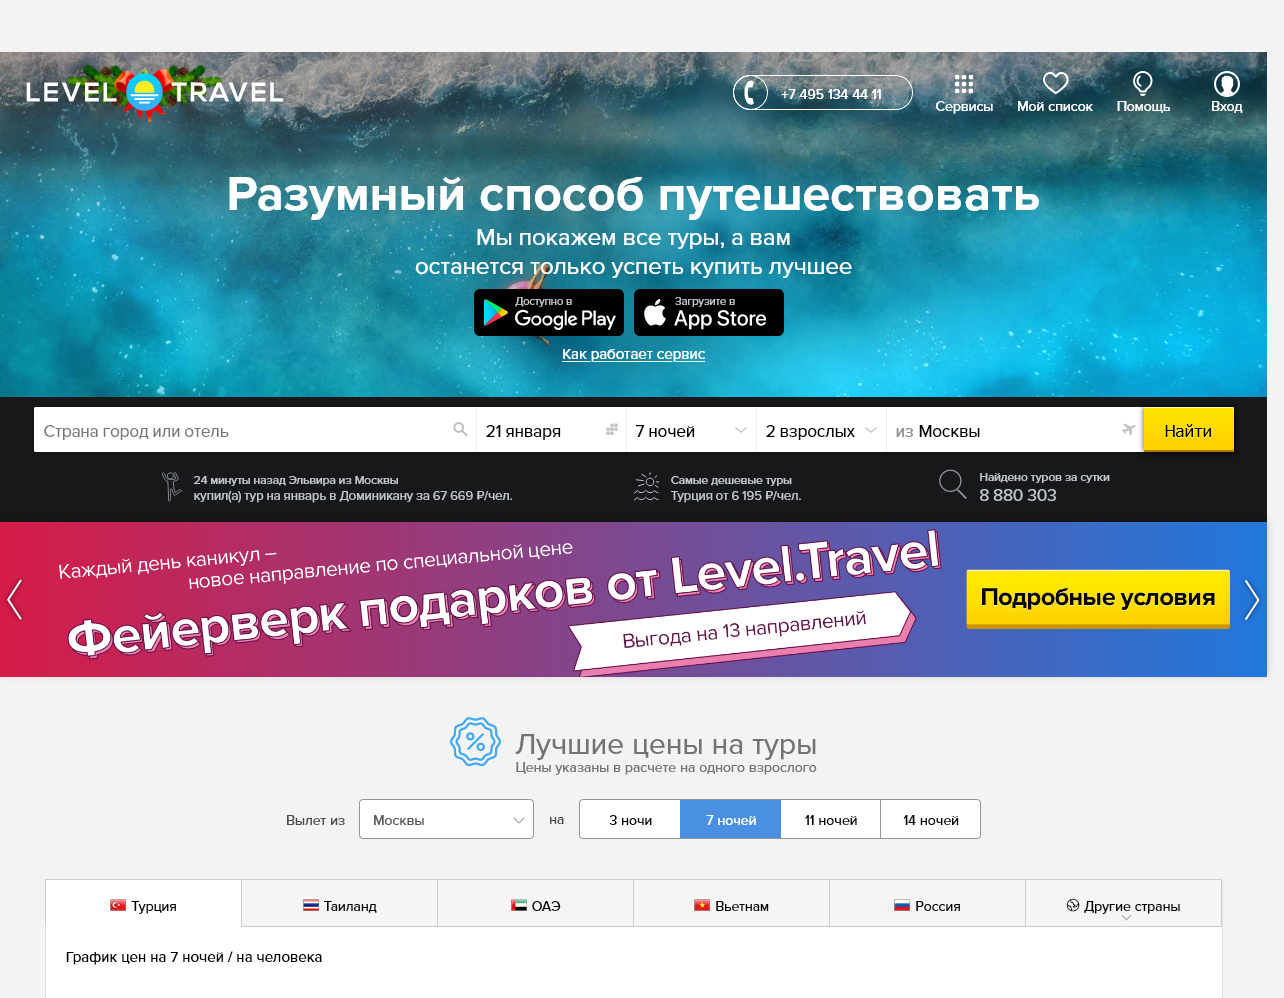 LEVEL TRAVEL
+7 495 134 44 11
Сервисы
Мой список
Помощь
Вход
Разумный способ путешествовать
Мы покажем все туры, а вам
останется только успеть купить лучшее
Доступно в
Google Play
Загрузите в
App Store
Как работает сервис
Страна город или отель
21 января
7 ночей
2 взрослых
из Москвы
Найти
24 минуты назад Эльвира из Москвы
купил(а) тур на январь в Доминикану за 67 669 ₽/чел.
Самые дешевые туры
Турция от 6 195 ₽/чел.
Найдено туров за сутки
8 880 303
Каждый день каникул –
новое направление по специальной цене
Фейерверк подарков от Level.Travel
Выгода на 13 направлений
Подробные условия
Лучшие цены на туры
Цены указаны в расчете на одного взрослого
Вылет из
Москвы
на
3 ночи
7 ночей
11 ночей
14 ночей
Турция
Таиланд
ОАЭ
Вьетнам
Россия
Другие страны
График цен на 7 ночей / на человека